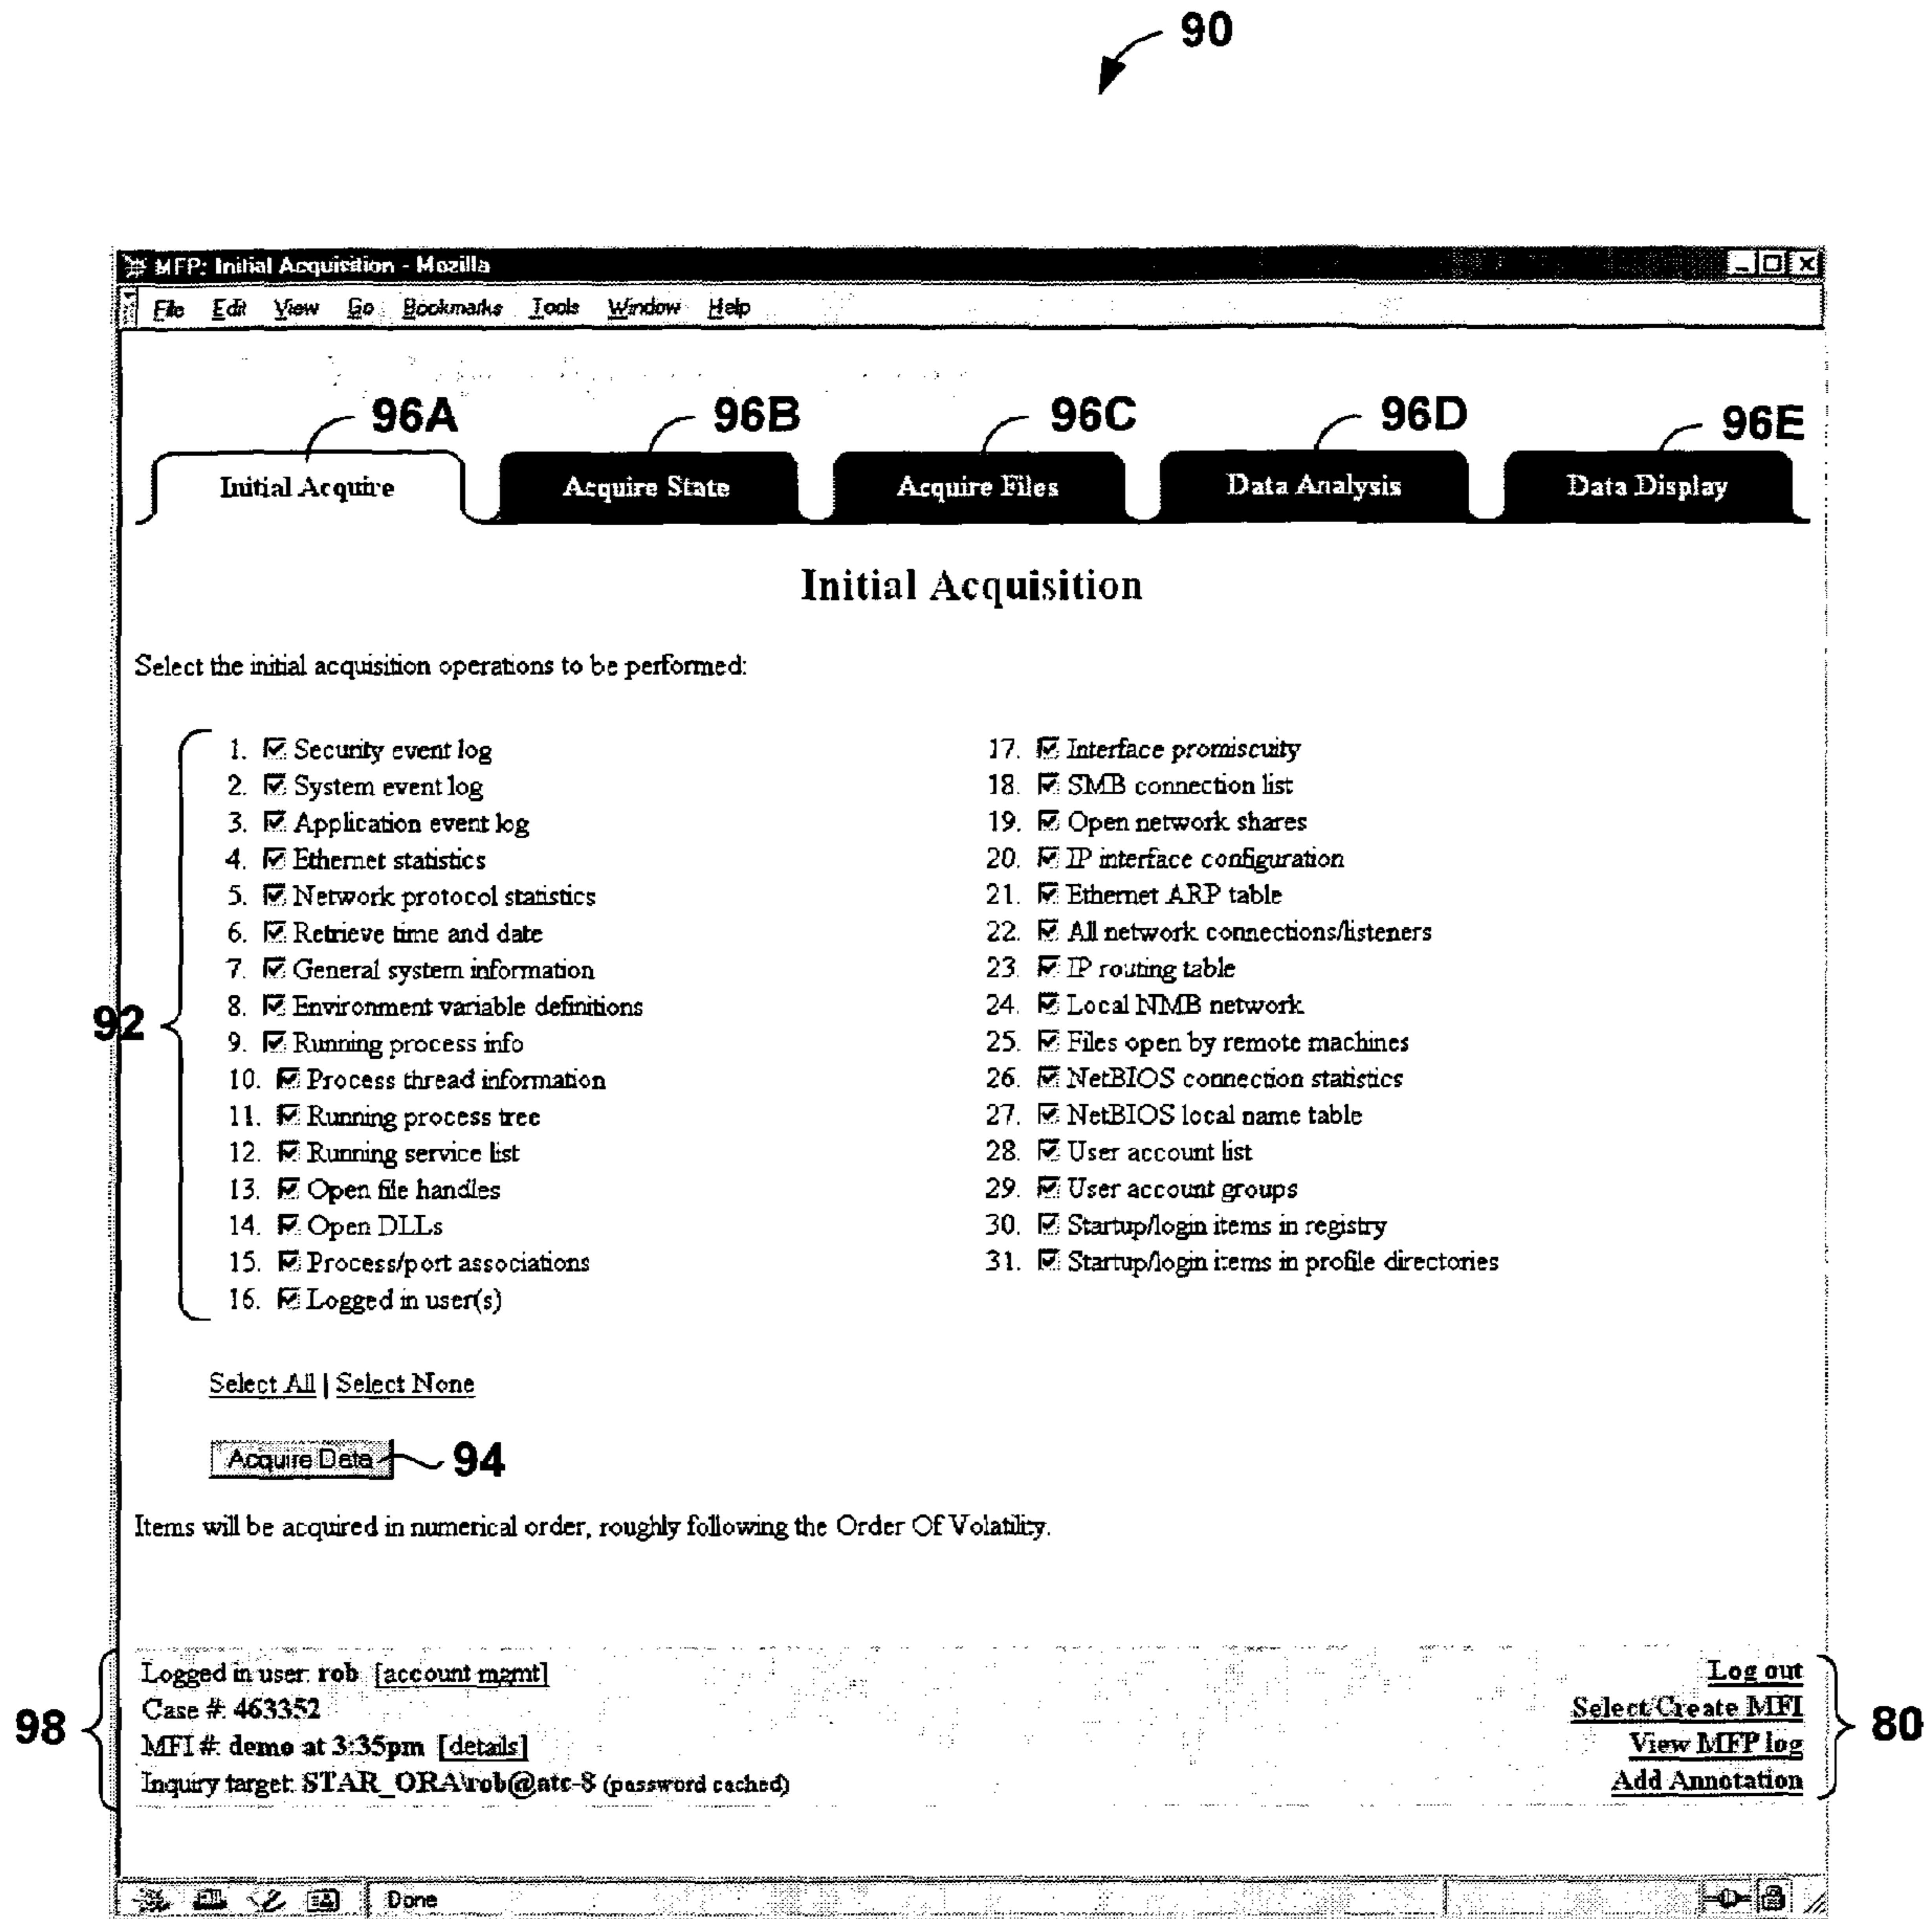 90
MFP: Initial Acquisition - Mozilla
File Edit View Go Bookmarks Tools Window Help
96A 96B 96C 96D 96E
Initial Acquire Acquire State Acquire Files Data Analysis Data Display
Initial Acquisition
Select the initial acquisition operations to be performed:
92
1. Security event log
2. System event log
3. Application event log
4. Ethernet statistics
5. Network protocol statistics
6. Retrieve time and date
7. General system information
8. Environment variable definitions
9. Running process info
10. Process thread information
11. Running process tree
12. Running service list
13. Open file handles
14. Open DLLs
15. Process/port associations
16. Logged in user(s)
17. Interface promiscuity
18. SMB connection list
19. Open network shares
20. IP interface configuration
21. Ethernet ARP table
22. All network connections/listeners
23. IP routing table
24. Local NMB network
25. Files open by remote machines
26. NetBIOS connection statistics
27. NetBIOS local name table
28. User account list
29. User account groups
30. Startup/login items in registry
31. Startup/login items in profile directories
Select All | Select None
Acquire Data 94
Items will be acquired in numerical order, roughly following the Order Of Volatility.
98
Logged in user: rob [account mgmt]
Case #: 463352
MFI #: demo at 3:35pm [details]
Inquiry target: STAR_ORA\rob@atc-8 (password cached)
Log out
Select/Create MFI
View MFP log
Add Annotation
80
Done